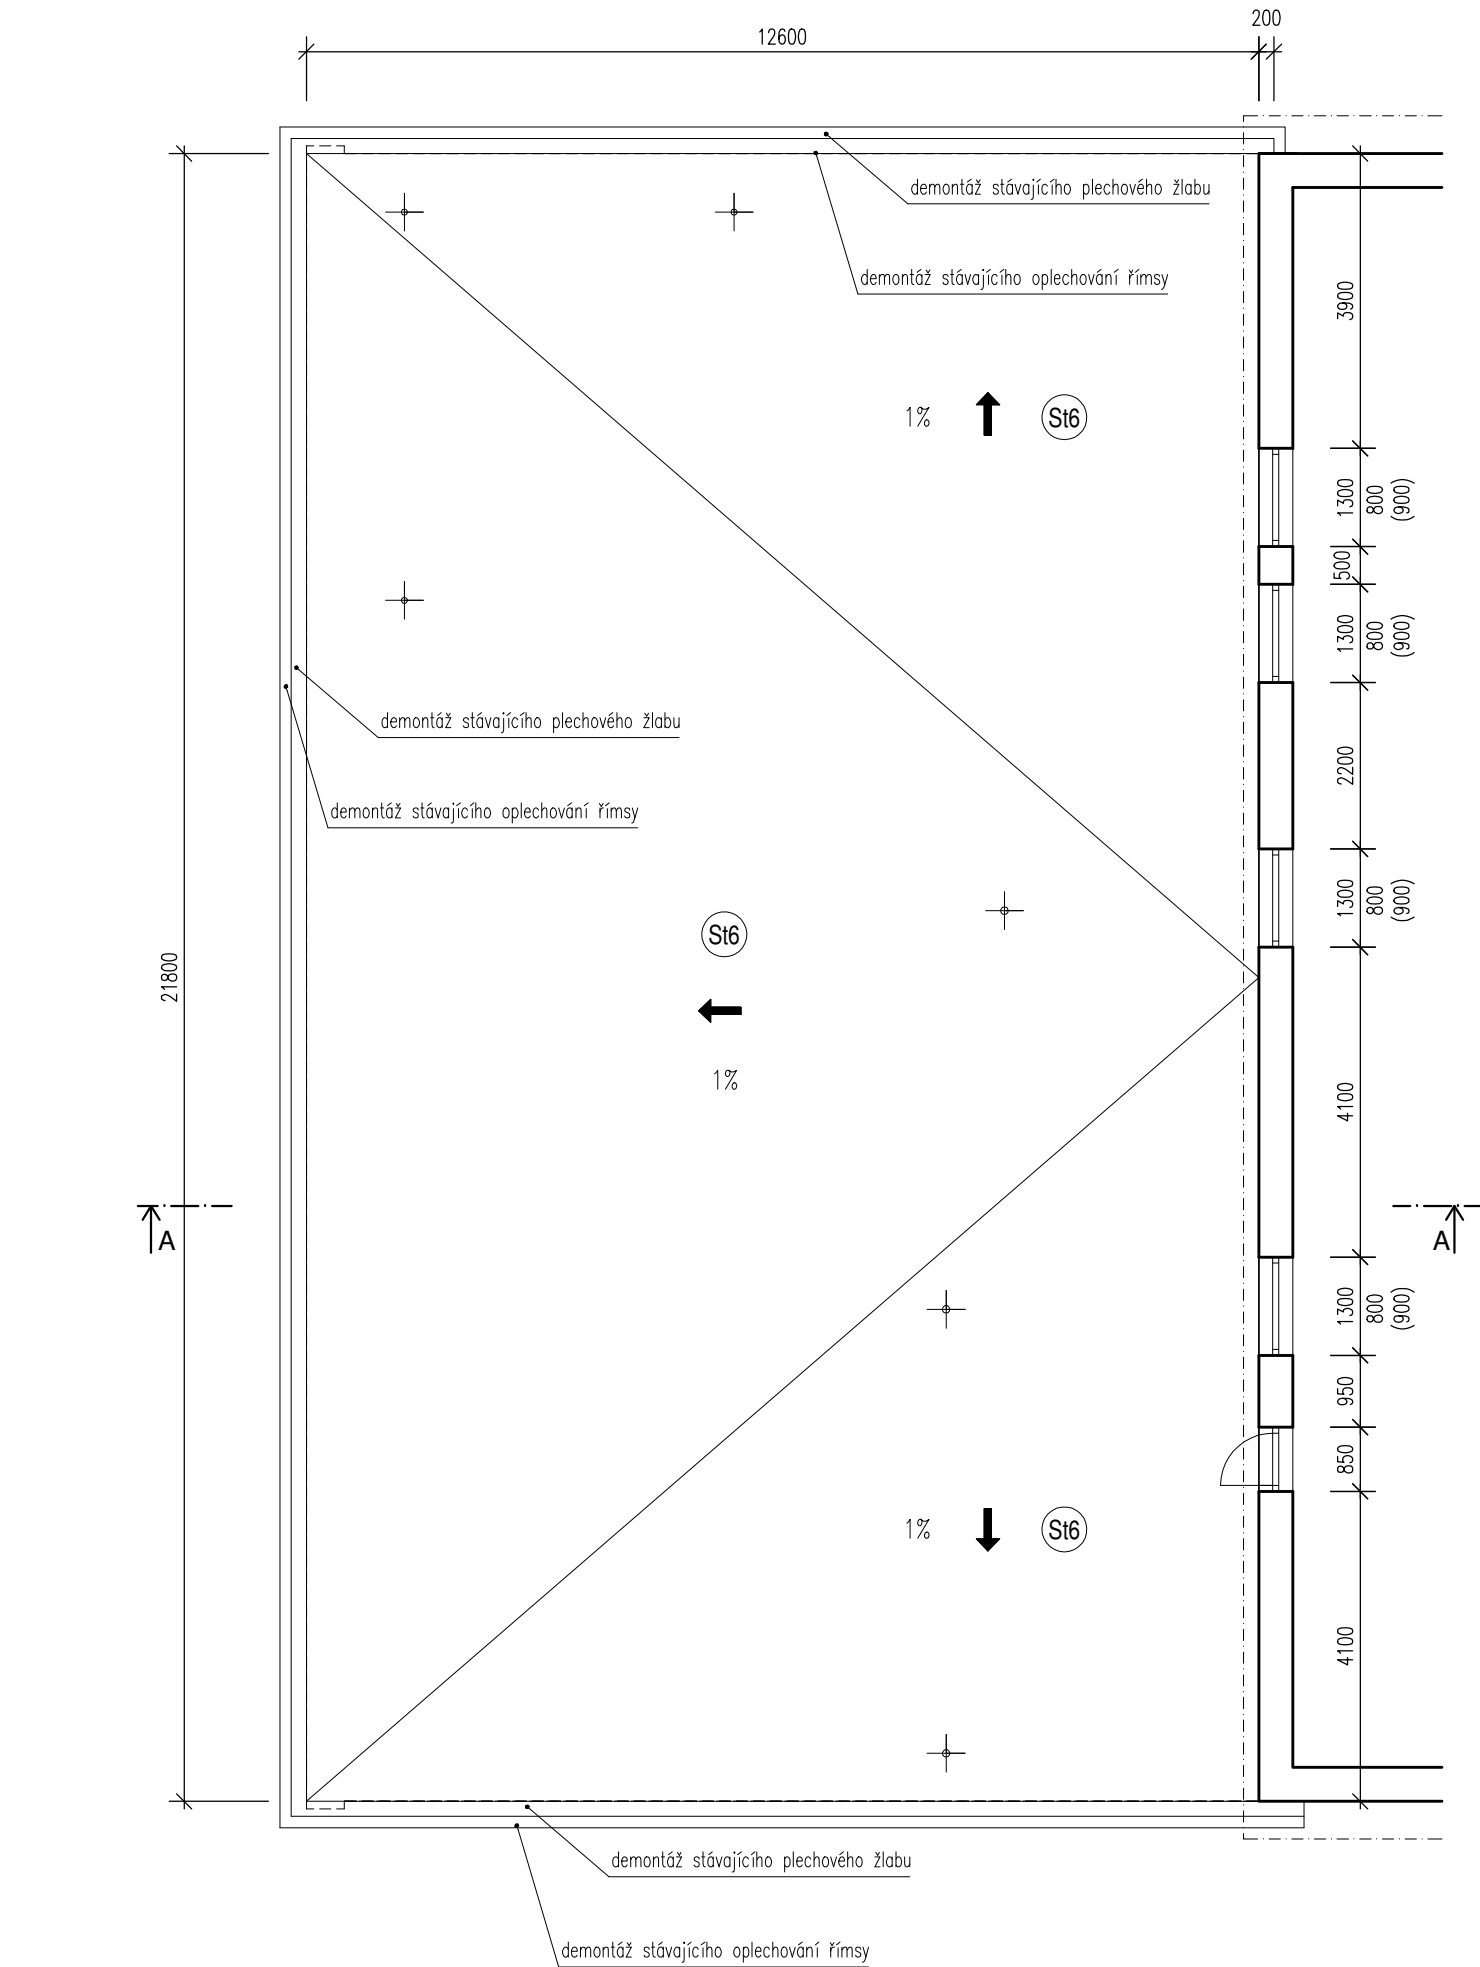 200
12600
demontáž stávajícího plechového žlabu
demontáž stávajícího oplechování římsy
3900
1%
St6
1300
800
(900)
500
1300
800
(900)
demontáž stávajícího plechového žlabu
2200
demontáž stávajícího oplechování římsy
1300
800
(900)
St6
21800
1%
4100
A
A
1300
800
(900)
950
850
1%
St6
4100
demontáž stávajícího plechového žlabu
demontáž stávajícího oplechování římsy